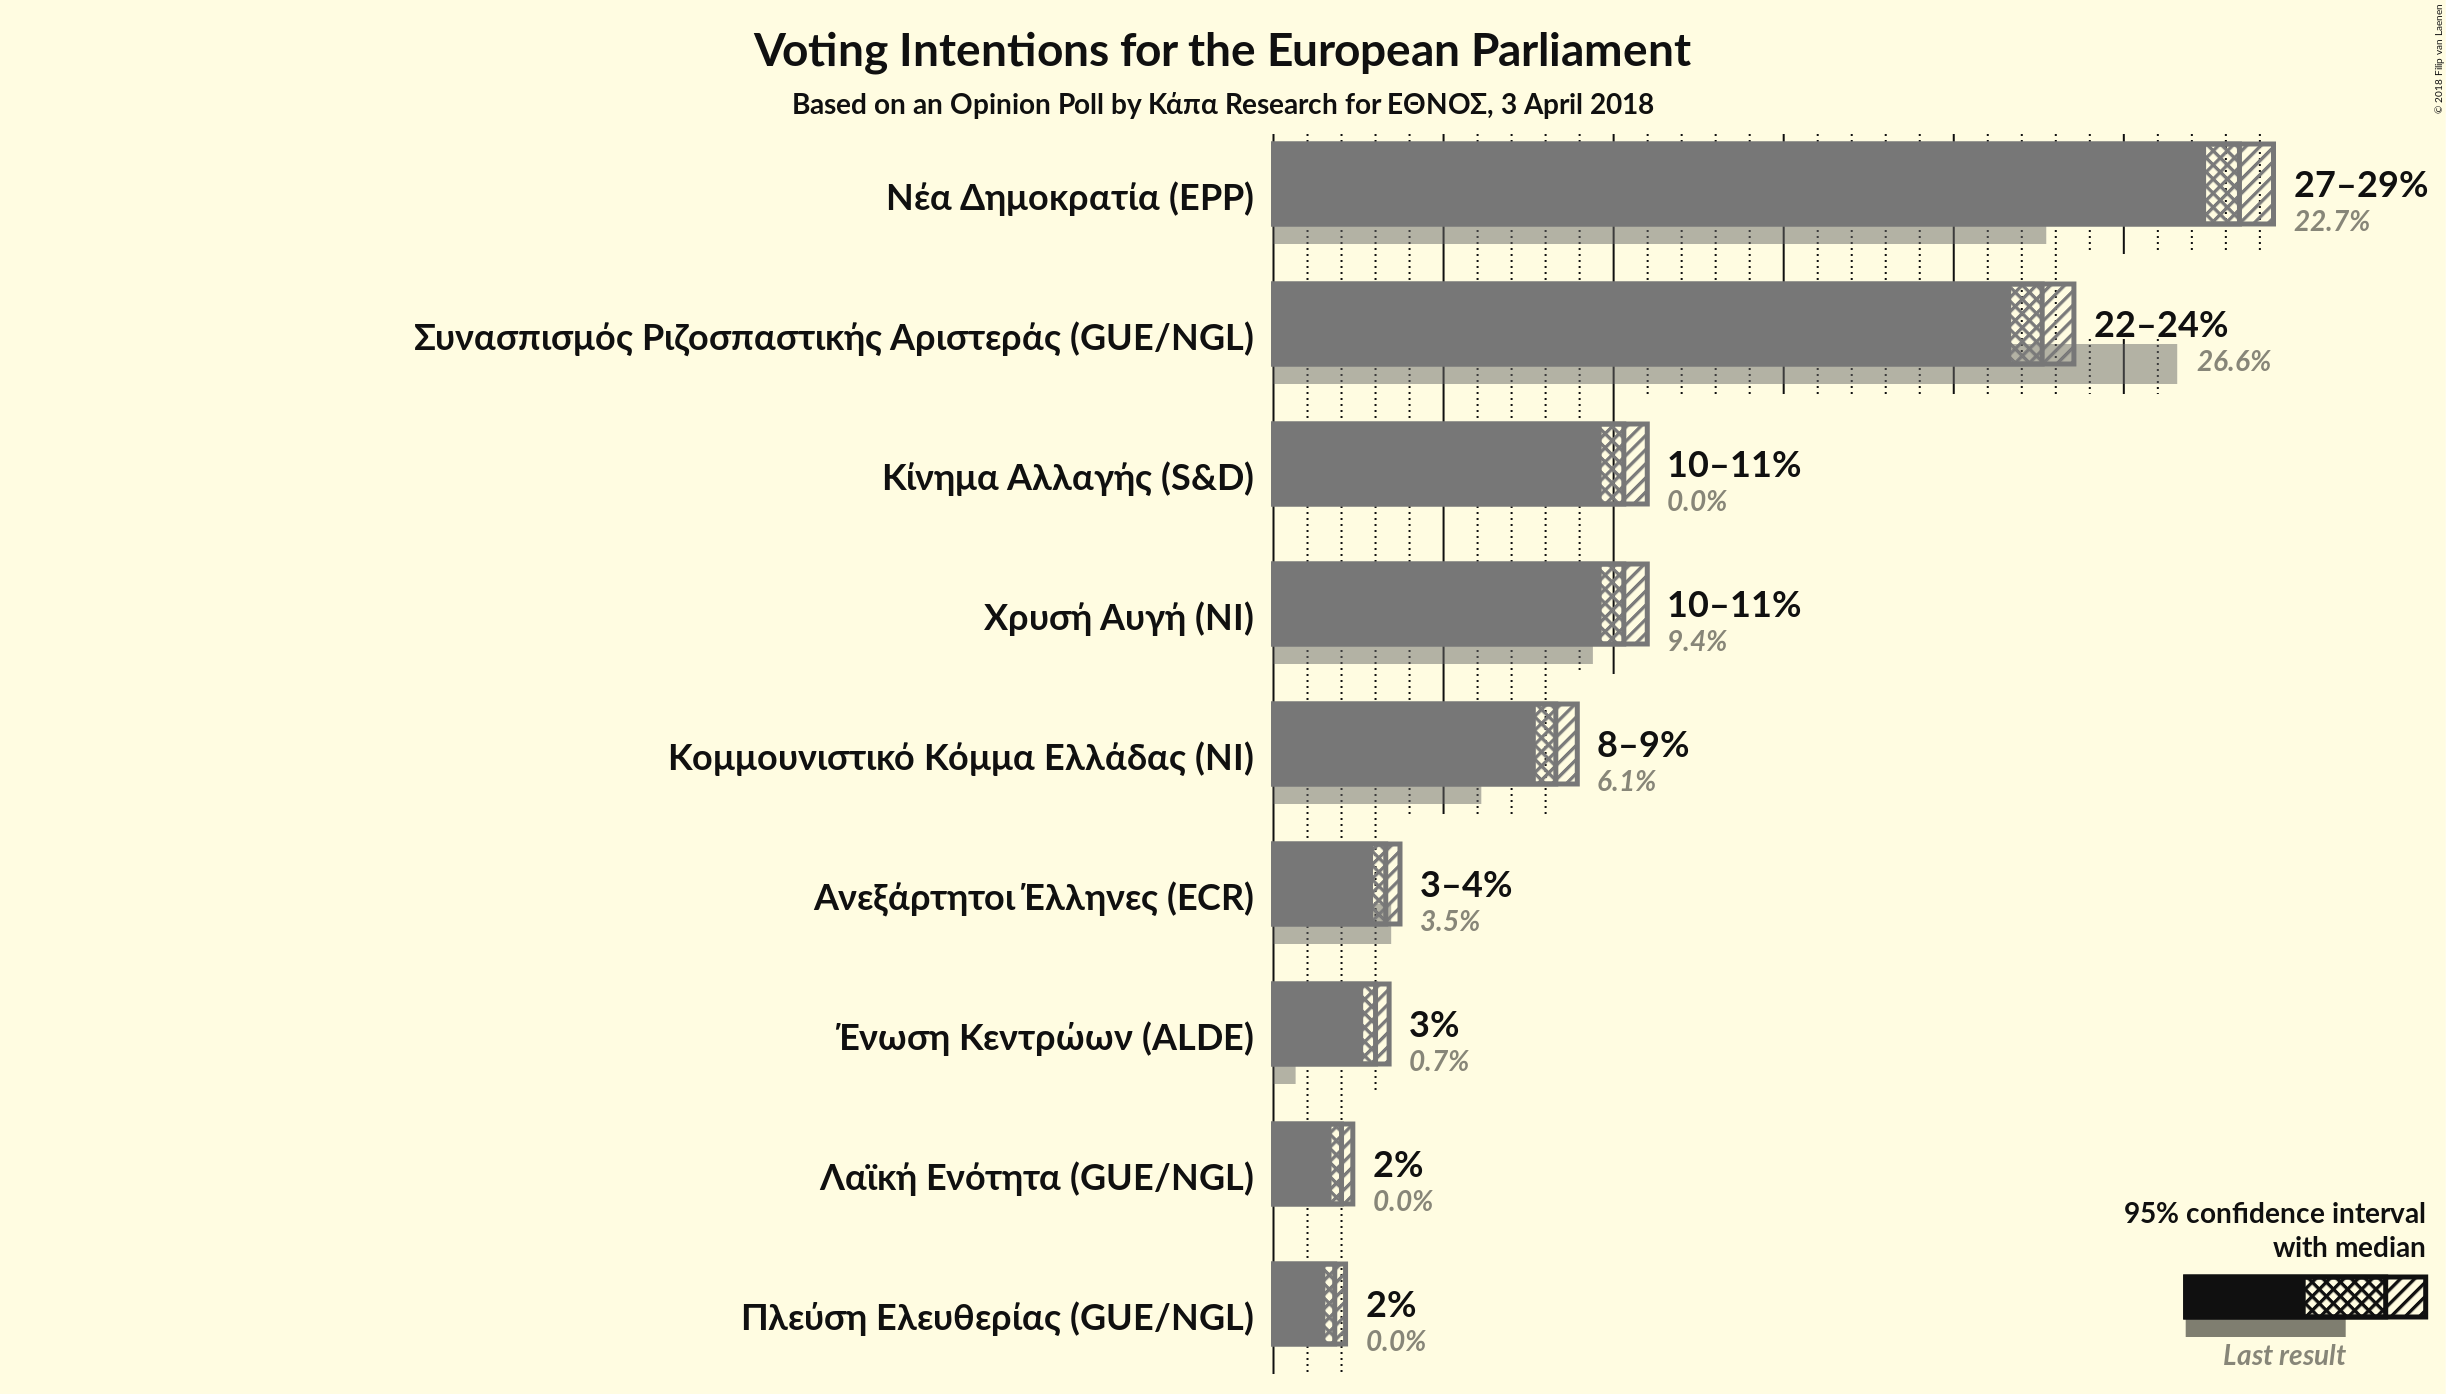 Voting Intentions for the European Parliament
Based on an Opinion Poll by Κάπα Research for ΕΘΝΟΣ, 3 April 2018
© 2018 Filip van Laenen
Νέα Δημοκρατία (EPP)
27–29%
22.7%
Συνασπισμός Ριζοσπαστικής Αριστεράς (GUE/NGL)
22–24%
26.6%
Κίνημα Αλλαγής (S&D)
10–11%
0.0%
Χρυσή Αυγή (NI)
10–11%
9.4%
Κομμουνιστικό Κόμμα Ελλάδας (NI)
8–9%
6.1%
Ανεξάρτητοι Έλληνες (ECR)
3–4%
3.5%
Ένωση Κεντρώων (ALDE)
3%
0.7%
Λαϊκή Ενότητα (GUE/NGL)
2%
0.0%
Πλεύση Ελευθερίας (GUE/NGL)
2%
0.0%
95% confidence interval
with median
Last result